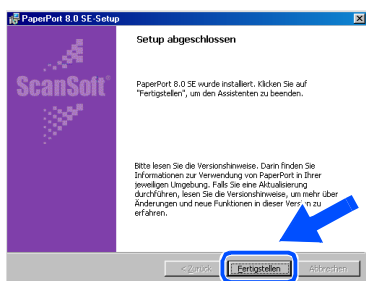 PaperPort 8.0 SE-Setup
Setup abgeschlossen
ScanSoft®
PaperPort 8.0 SE wurde installiert. Klicken Sie auf
"Fertigstellen", um den Assistenten zu beenden.
Bitte lesen Sie die Versionshinweise. Darin finden Sie
Informationen zur Verwendung von PaperPort in Ihrer
jeweiligen Umgebung. Falls Sie eine Aktualisierung
durchführen, lesen Sie die Versionshinweise, um mehr über
Änderungen und neue Funktionen in dieser Version zu
erfahren.
< Zurück Fertigstellen Abbrechen